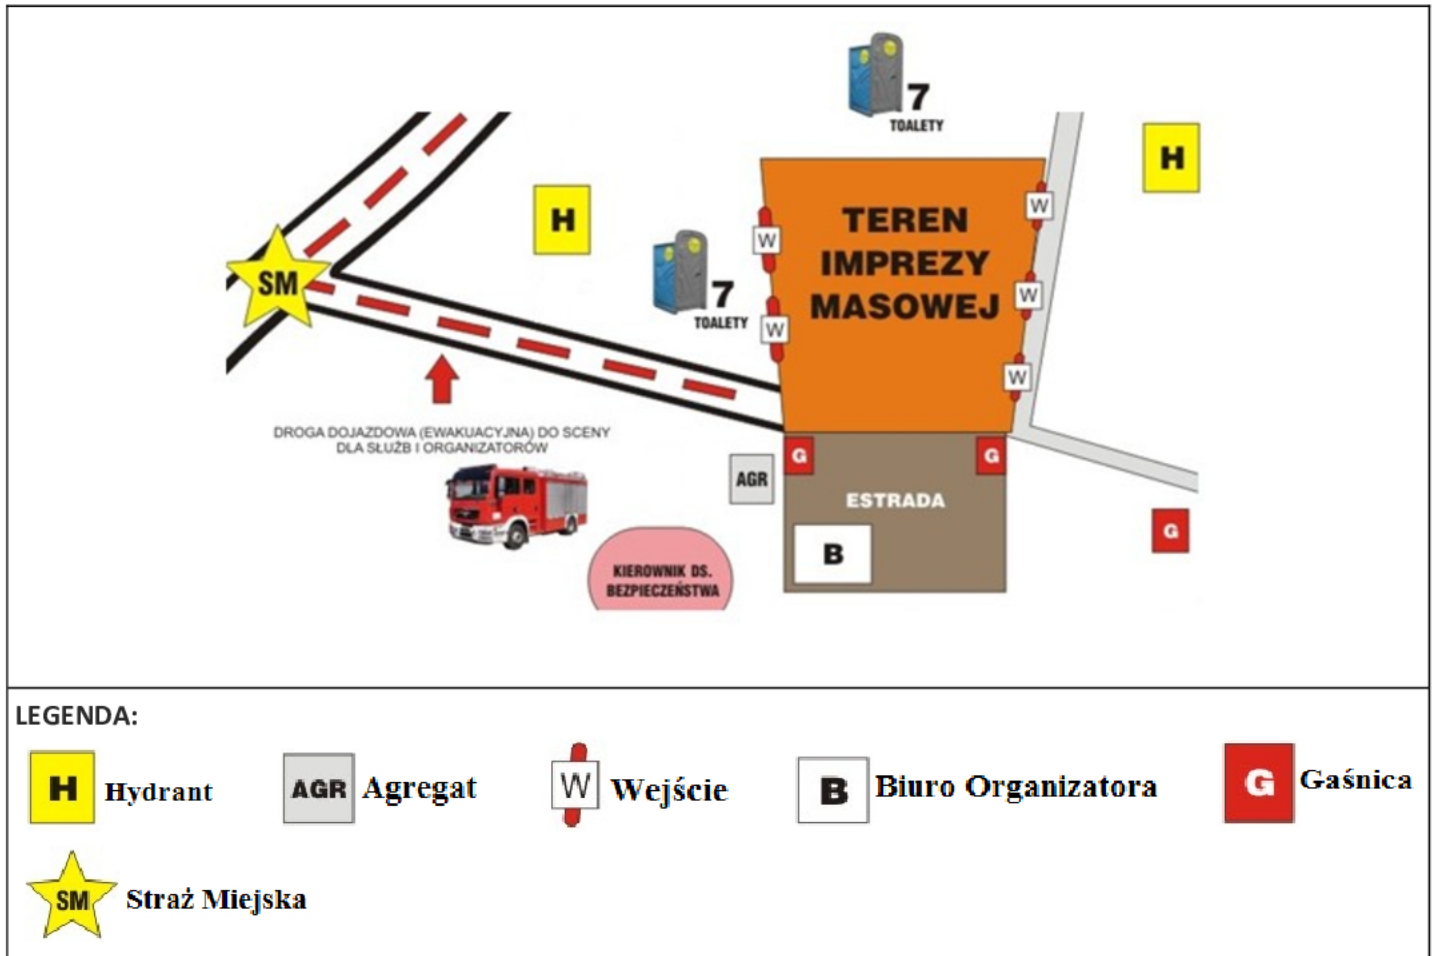 7
TOALETY
H
H
W
TEREN
IMPREZY
MASOWEJ
W
SM
7
TOALETY
W
W
W
DROGA DOJAZDOWA (EWAKUACYJNA) DO SCENY
DLA SŁUŻB I ORGANIZATORÓW
G
G
AGR
ESTRADA
G
B
KIEROWNIK DS.
BEZPIECZEŃSTWA
LEGENDA:
H Hydrant
AGR Agregat
W Wejście
B Biuro Organizatora
G Gaśnica
SM Straż Miejska